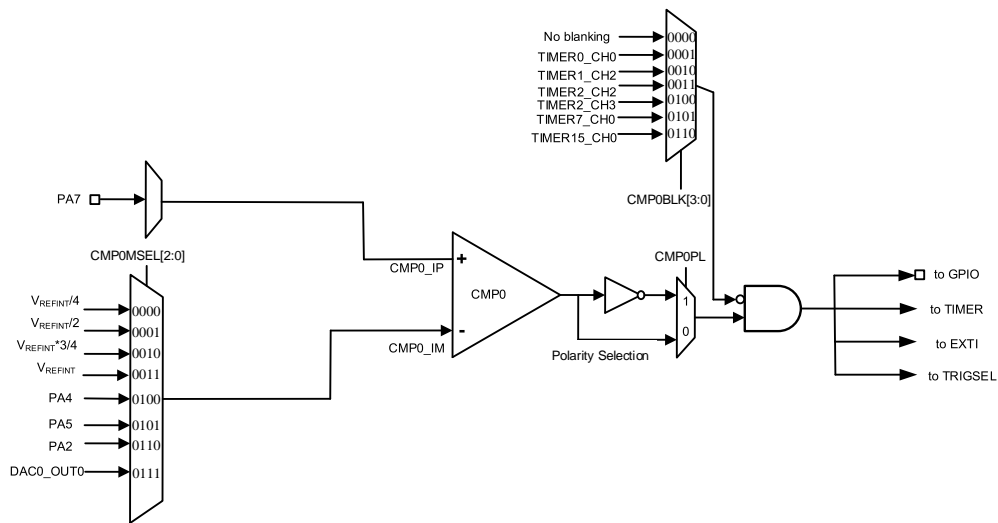 No blanking 0000
TIMER0_CH0 0001
TIMER1_CH2 0010
TIMER2_CH2 0011
TIMER2_CH3 0100
TIMER7_CH0 0101
TIMER15_CH0 0110
CMP0BLK[3:0]
PA7
CMP0MSEL[2:0]
CMP0_IP
+
CMP0
-
CMP0_IM
CMP0PL
1
0
Polarity Selection
VREFINT/4 0000
VREFINT/2 0001
VREFINT*3/4 0010
VREFINT 0011
PA4 0100
PA5 0101
PA2 0110
DAC0_OUT0 0111
to GPIO
to TIMER
to EXTI
to TRIGSEL